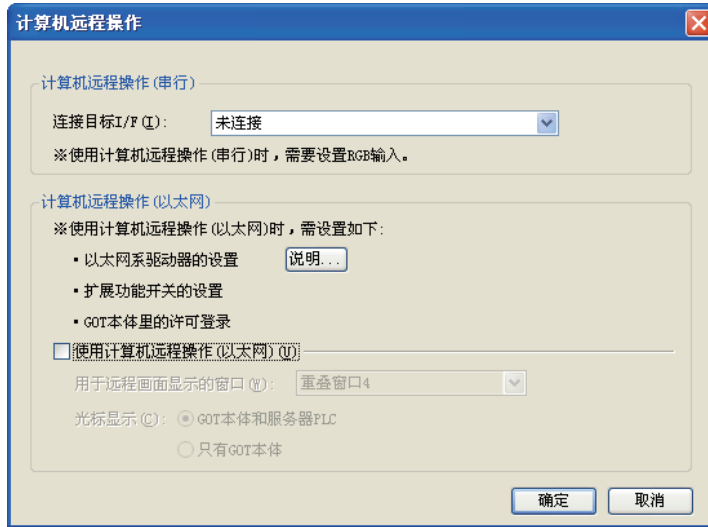 计算机远程操作
计算机远程操作(串行)
连接目标I/F(I): 未连接
※使用计算机远程操作(串行)时，需要设置RGB输入。
计算机远程操作(以太网)
※使用计算机远程操作(以太网)时，需设置如下:
・以太网系驱动器的设置 说明...
・扩展功能开关的设置
・GOT本体里的许可登录
使用计算机远程操作(以太网)(U)
用于远程画面显示的窗口(W): 重叠窗口4
光标显示(C): GOT本体和服务器PLC
只有GOT本体
确定 取消